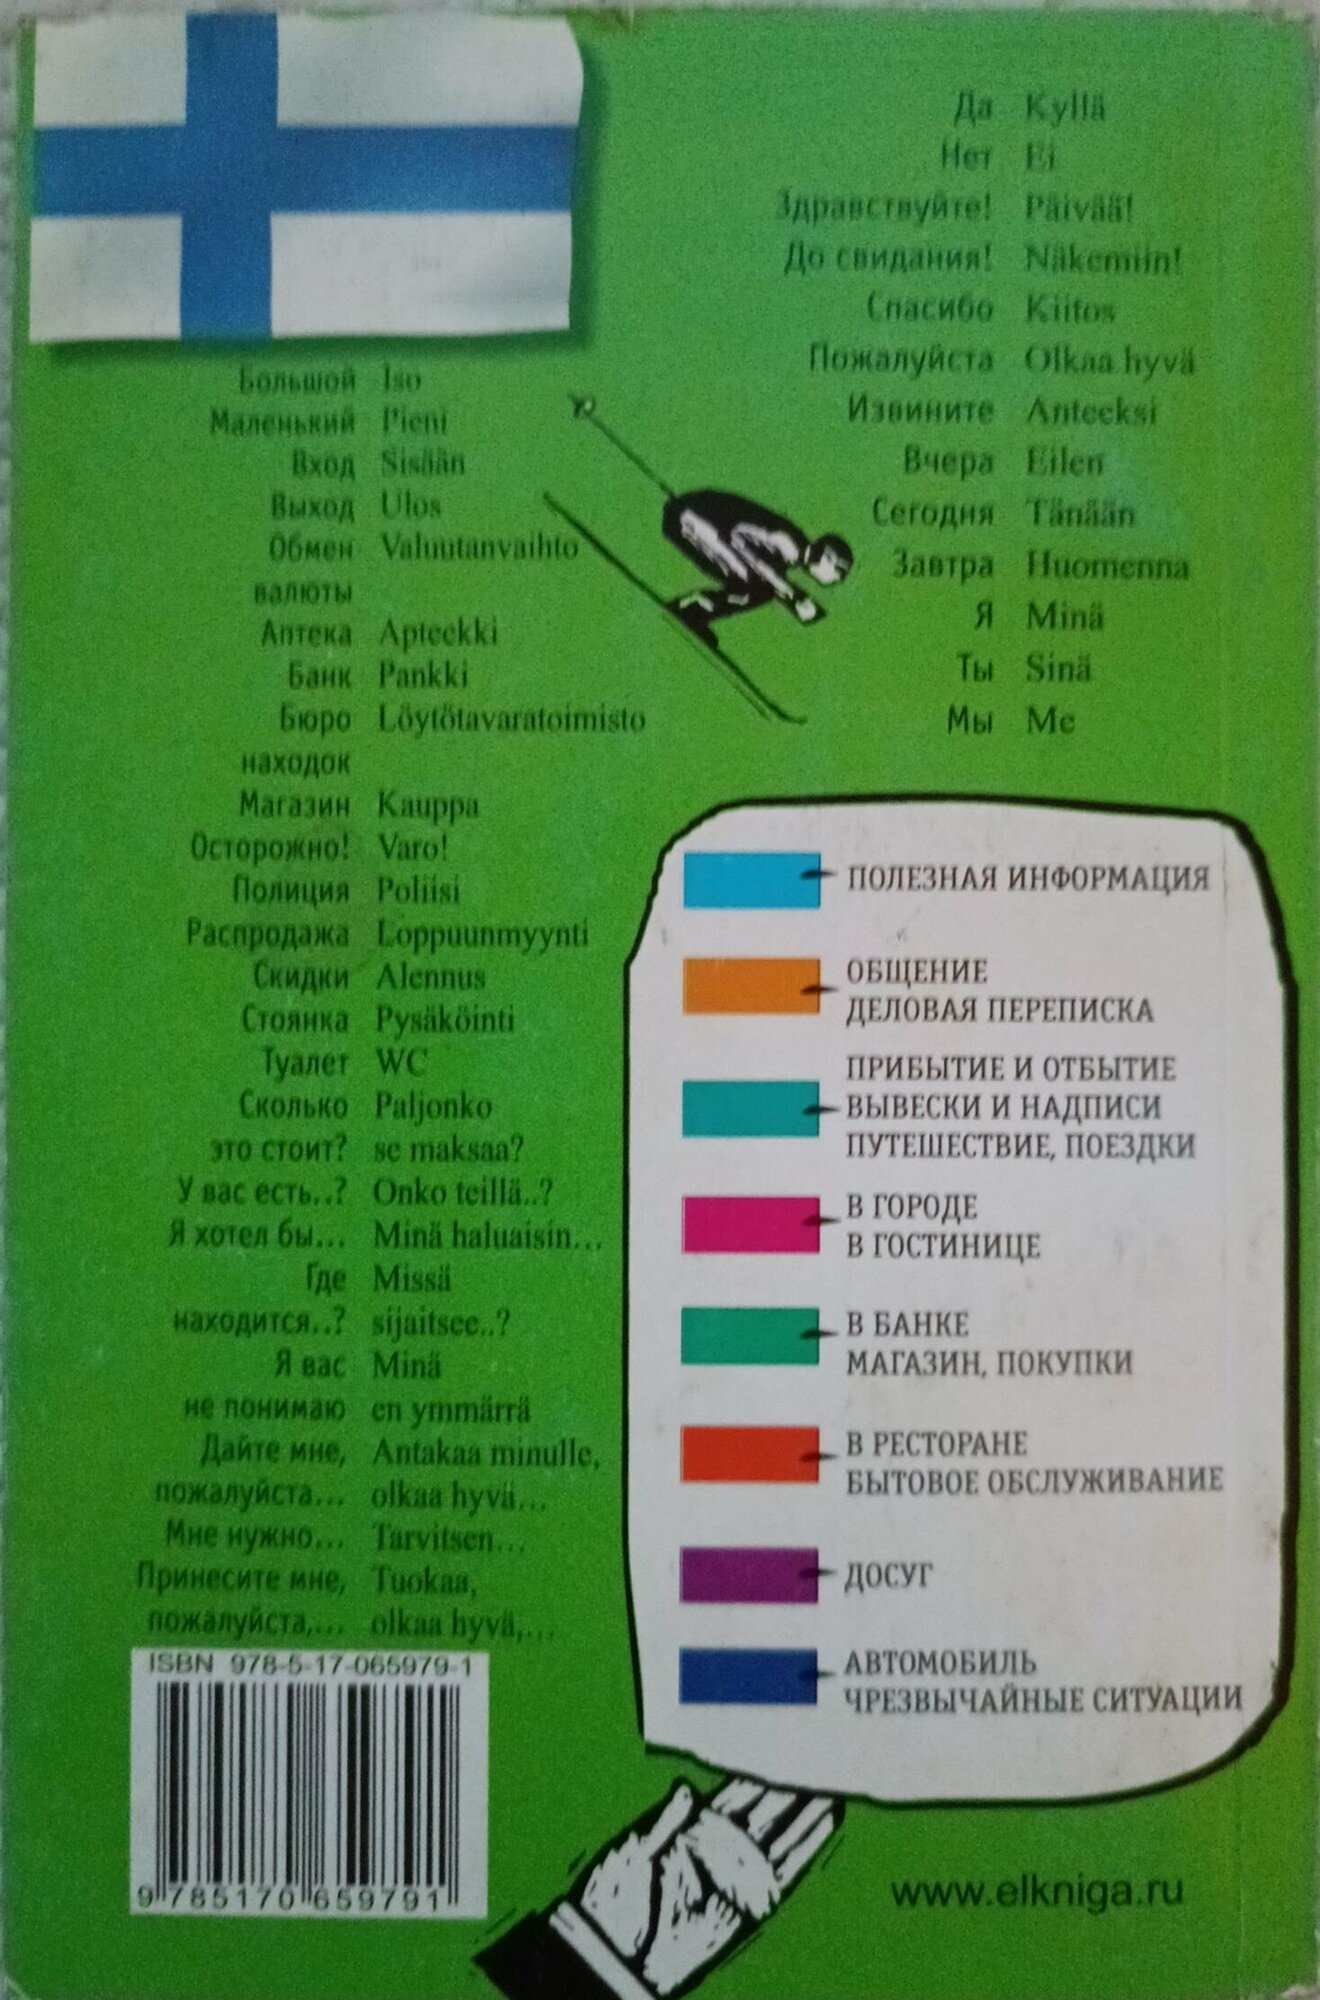 Да Kyllä
Нет Ei
Здравствуйте! Päivää!
До свидания! Näkemiin!
Спасибо Kiitos
Пожалуйста Olkaa hyvä
Извините Anteeksi
Вчера Eilen
Сегодня Tänään
Завтра Huomenna
Я Minä
Ты Sinä
Мы Me
Большой Iso
Маленький Pieni
Вход Sisään
Выход Ulos
Обмен Valuutanvaihto
валюты
Аптека Apteekki
Банк Pankki
Бюро Löytötavaratoimisto
находок
Магазин Kauppa
Осторожно! Varo!
Полиция Poliisi
Распродажа Loppuunmyynti
Скидки Alennus
Стоянка Pysäköinti
Туалет WC
Сколько Paljonko
это стоит? se maksaa?
У вас есть..? Onko teillä..?
Я хотел бы... Minä haluaisin...
Где Missä
находится..? sijaitsee..?
Я вас Minä
не понимаю en ymmärrä
Дайте мне, Antakaa minulle,
пожалуйста... olkaa hyvä...
Мне нужно... Tarvitsen...
Принесите мне, Tuokaa,
пожалуйста,... olkaa hyvä,...
ПОЛЕЗНАЯ ИНФОРМАЦИЯ
ОБЩЕНИЕ
ДЕЛОВАЯ ПЕРЕПИСКА
ПРИБЫТИЕ И ОТБЫТИЕ
ВЫВЕСКИ И НАДПИСИ
ПУТЕШЕСТВИЕ, ПОЕЗДКИ
В ГОРОДЕ
В ГОСТИНИЦЕ
В БАНКЕ
МАГАЗИН, ПОКУПКИ
В РЕСТОРАНЕ
БЫТОВОЕ ОБСЛУЖИВАНИЕ
ДОСУГ
АВТОМОБИЛЬ
ЧРЕЗВЫЧАЙНЫЕ СИТУАЦИИ
ISBN 978-5-17-065979-1
9 785170 659791
www.elkniga.ru